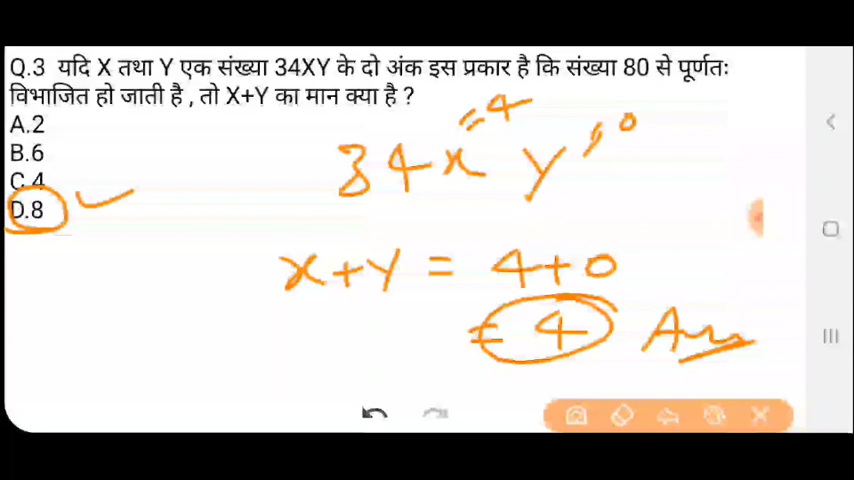 Q.3 यदि X तथा Y एक संख्या 34XY के दो अंक इस प्रकार है कि संख्या 80 से पूर्णतः
विभाजित हो जाती है , तो X+Y का मान क्या है ?
A.2
B.6
C.4
D.8
=4 , 0
34x y
x+y = 4+0
= 4 Ans